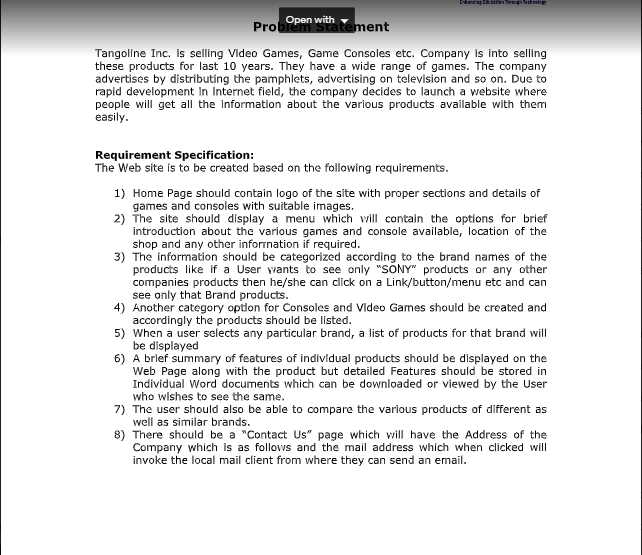 Enhancing Education Through Technology
Open with
Problem Statement
Tangoline Inc. is selling Video Games, Game Consoles etc. Company is into selling
these products for last 10 years. They have a wide range of games. The company
advertises by distributing the pamphlets, advertising on television and so on. Due to
rapid development in Internet field, the company decides to launch a website where
people will get all the information about the various products available with them
easily.
Requirement Specification:
The Web site is to be created based on the following requirements.
1) Home Page should contain logo of the site with proper sections and details of
games and consoles with suitable images.
2) The site should display a menu which will contain the options for brief
introduction about the various games and console available, location of the
shop and any other information if required.
3) The information should be categorized according to the brand names of the
products like if a User wants to see only "SONY" products or any other
companies products then he/she can click on a Link/button/menu etc and can
see only that Brand products.
4) Another category option for Consoles and Video Games should be created and
accordingly the products should be listed.
5) When a user selects any particular brand, a list of products for that brand will
be displayed
6) A brief summary of features of individual products should be displayed on the
Web Page along with the product but detailed Features should be stored in
Individual Word documents which can be downloaded or viewed by the User
who wishes to see the same.
7) The user should also be able to compare the various products of different as
well as similar brands.
8) There should be a "Contact Us" page which will have the Address of the
Company which is as follows and the mail address which when clicked will
invoke the local mail client from where they can send an email.